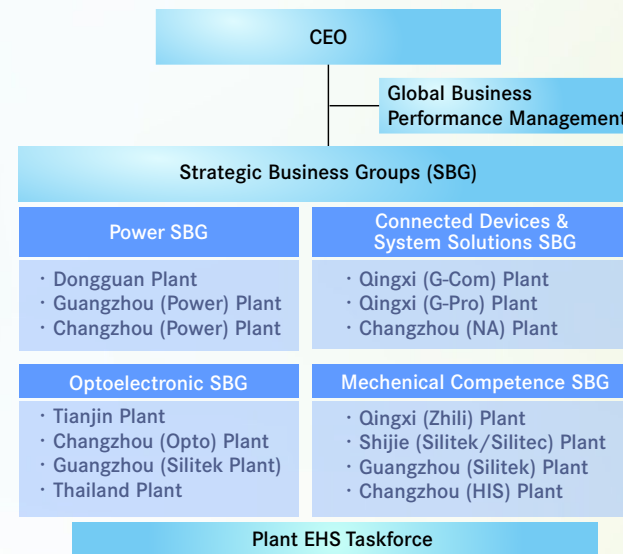 CEO
Global Business
Performance Management
Strategic Business Groups (SBG)
Power SBG
· Dongguan Plant
· Guangzhou (Power) Plant
· Changzhou (Power) Plant
Connected Devices &
System Solutions SBG
· Qingxi (G-Com) Plant
· Qingxi (G-Pro) Plant
· Changzhou (NA) Plant
Optoelectronic SBG
· Tianjin Plant
· Changzhou (Opto) Plant
· Guangzhou (Silitek Plant)
· Thailand Plant
Mechenical Competence SBG
· Qingxi (Zhili) Plant
· Shijie (Silitek/Silitec) Plant
· Guangzhou (Silitek) Plant
· Changzhou (HIS) Plant
Plant EHS Taskforce